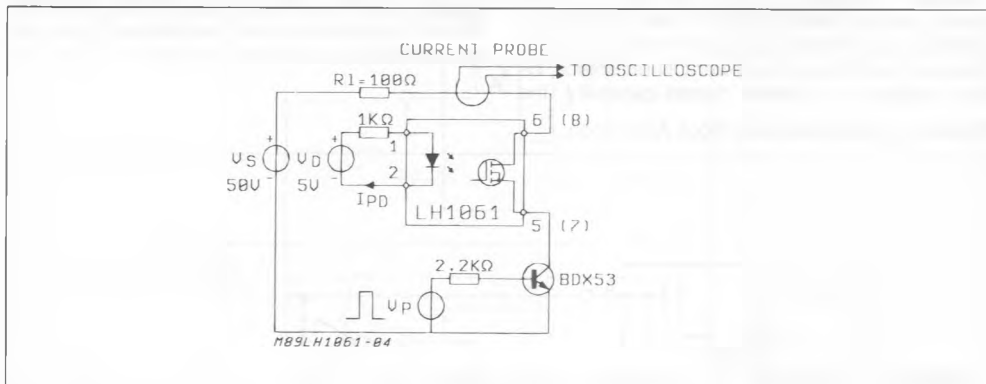 CURRENT PROBE
TO OSCILLOSCOPE
R1=100Ω
1KΩ
6 (8)
1
+
+
VS
VD
2
50V -
5V -
IPD
LH1061
5 (7)
2.2KΩ
BDX53
VP
M89LH1061-04